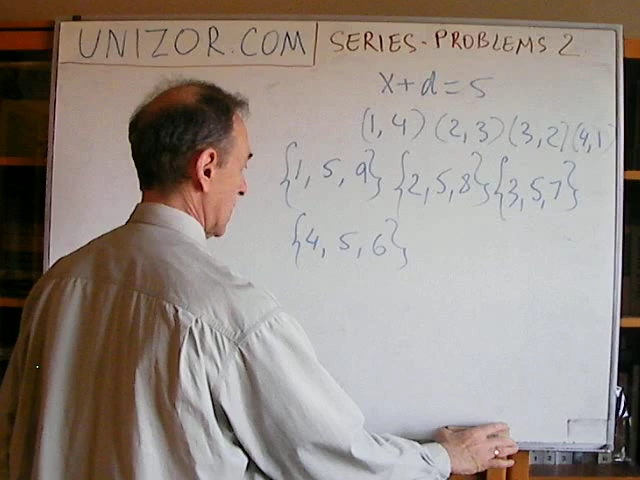 UNIZOR.COM | SERIES-PROBLEMS 2
x+d=5
(1,4) (2,3) (3,2) (4,1)
{1, 5, 9} {2,5,8} {3,5,7}
{4, 5, 6}